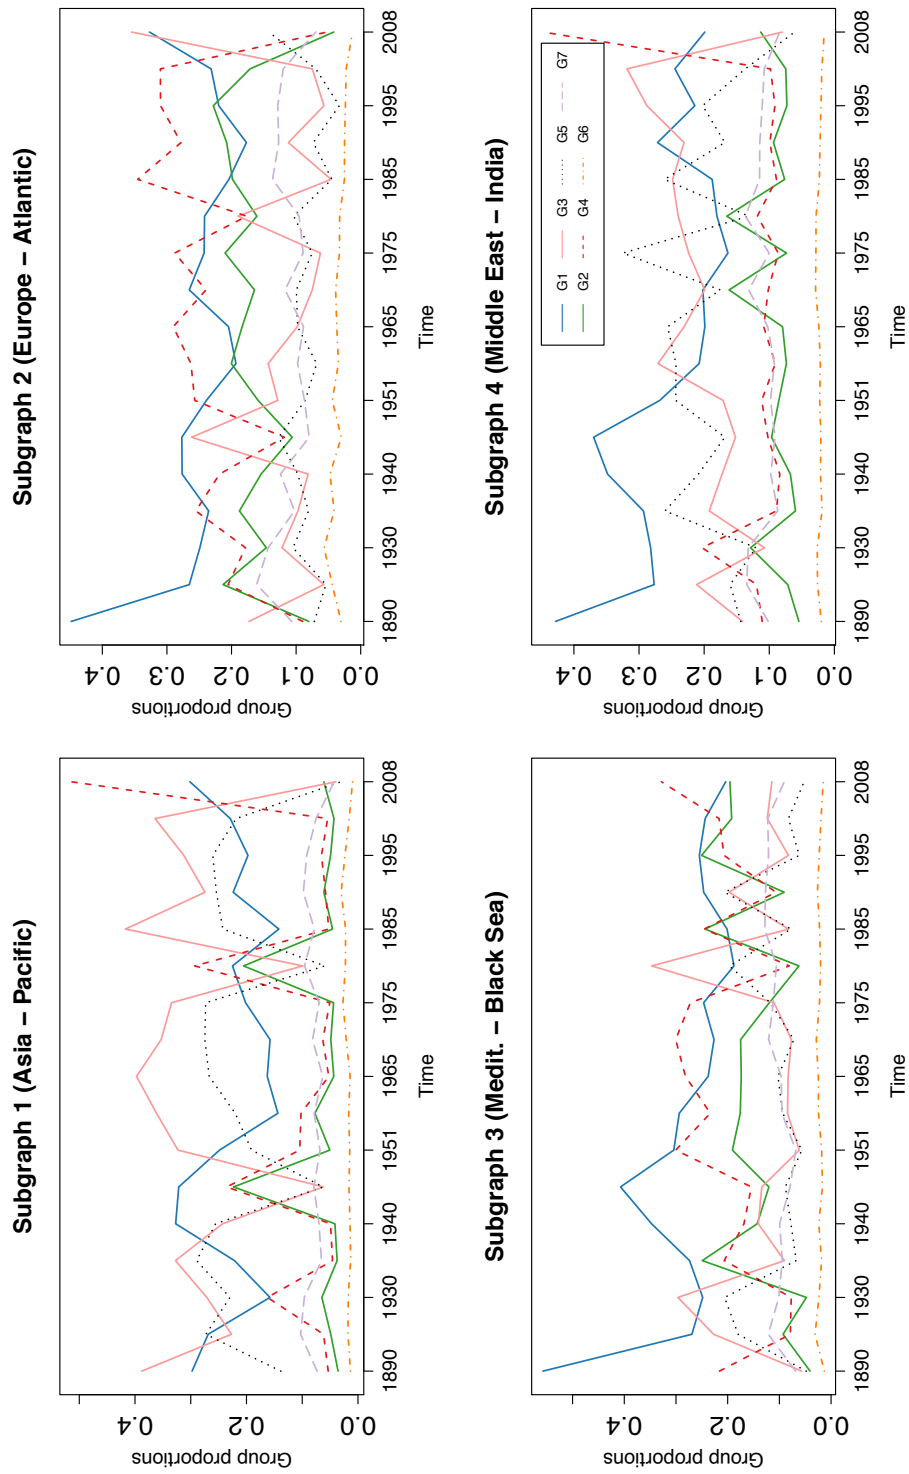 Subgraph 1 (Asia – Pacific)
Group proportions
0.4
0.2
0.0
1890 1930 1940 1951 1965 1975 1985 1995 2008
Time
Subgraph 2 (Europe – Atlantic)
Group proportions
0.4
0.3
0.2
0.1
0.0
1890 1930 1940 1951 1965 1975 1985 1995 2008
Time
Subgraph 3 (Medit. – Black Sea)
Group proportions
0.4
0.2
0.0
1890 1930 1940 1951 1965 1975 1985 1995 2008
Time
Subgraph 4 (Middle East – India)
G1 G3 G5 G7
G2 G4 G6
Group proportions
0.4
0.3
0.2
0.1
0.0
1890 1930 1940 1951 1965 1975 1985 1995 2008
Time